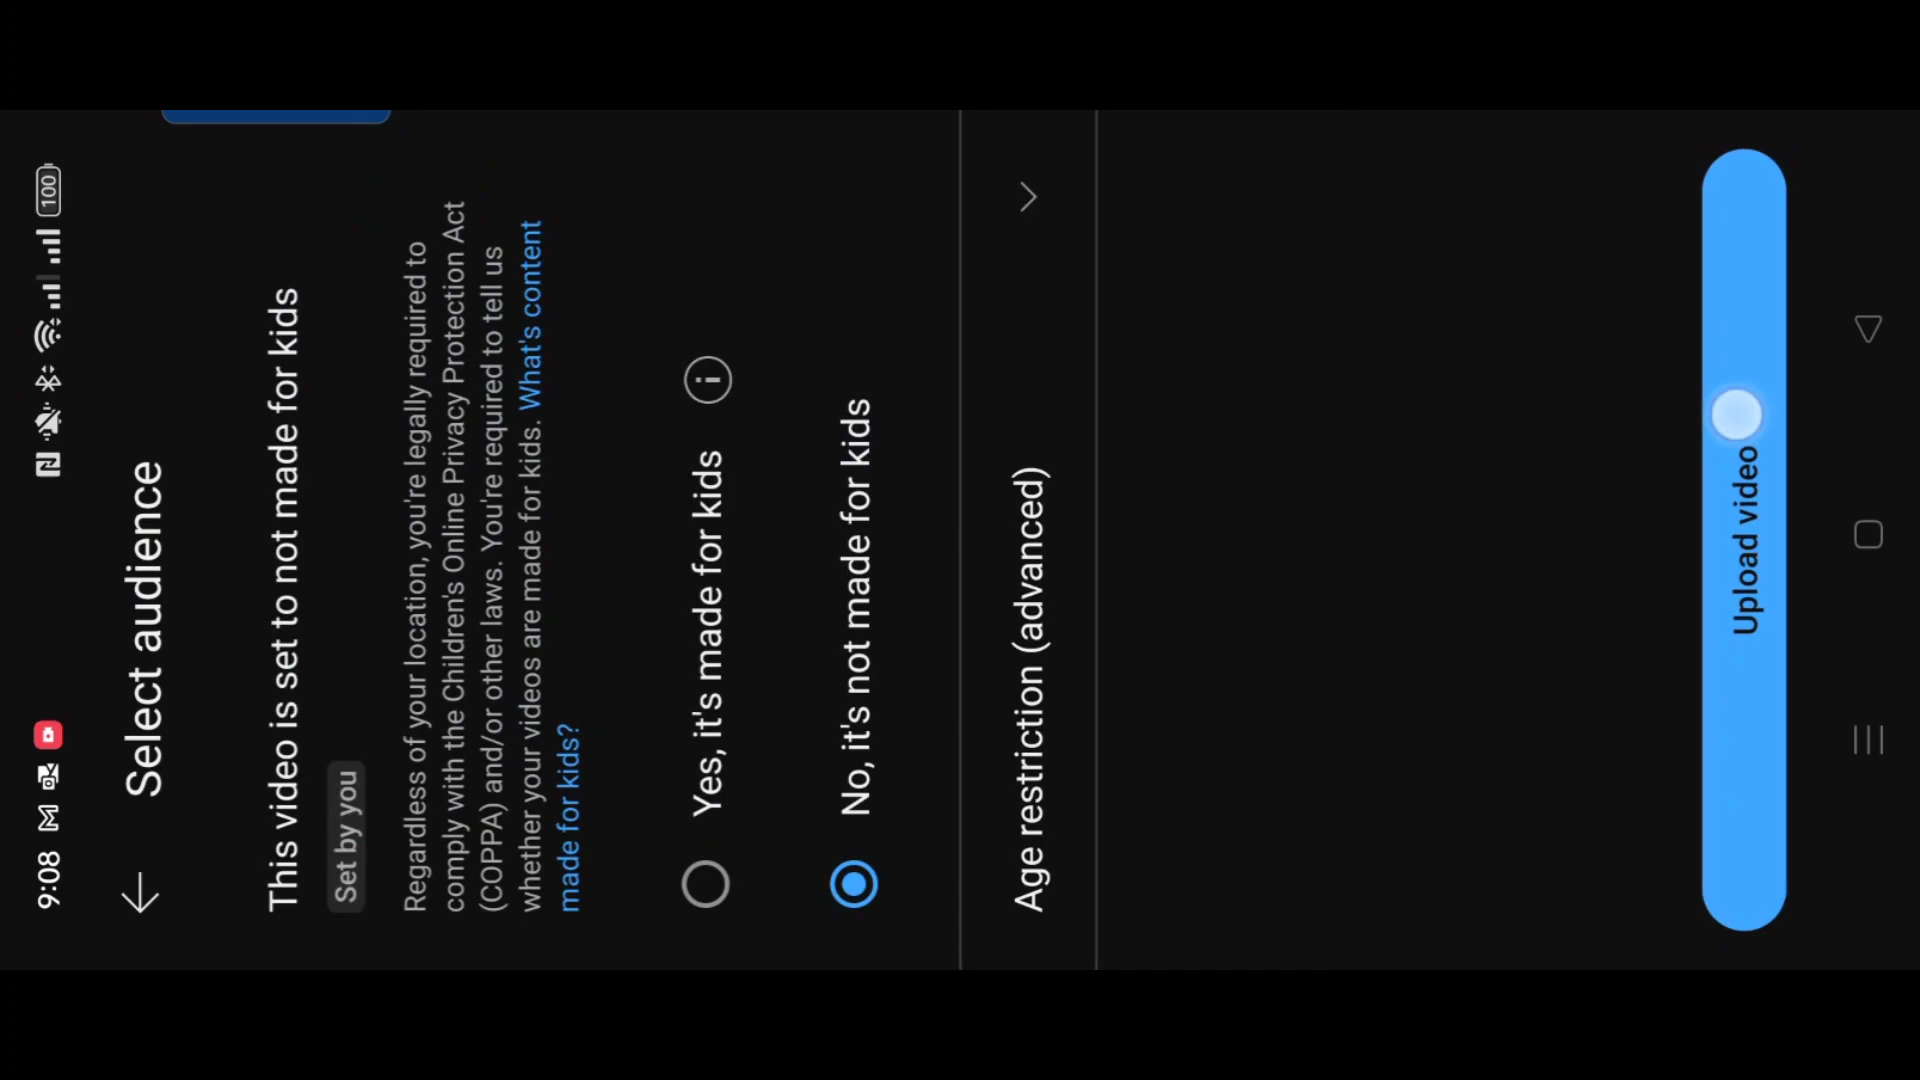 9:08
100
Select audience
This video is set to not made for kids
Set by you
Regardless of your location, you're legally required to
comply with the Children's Online Privacy Protection Act
(COPPA) and/or other laws. You're required to tell us
whether your videos are made for kids. What's content
made for kids?
Yes, it's made for kids
No, it's not made for kids
Age restriction (advanced)
Upload video